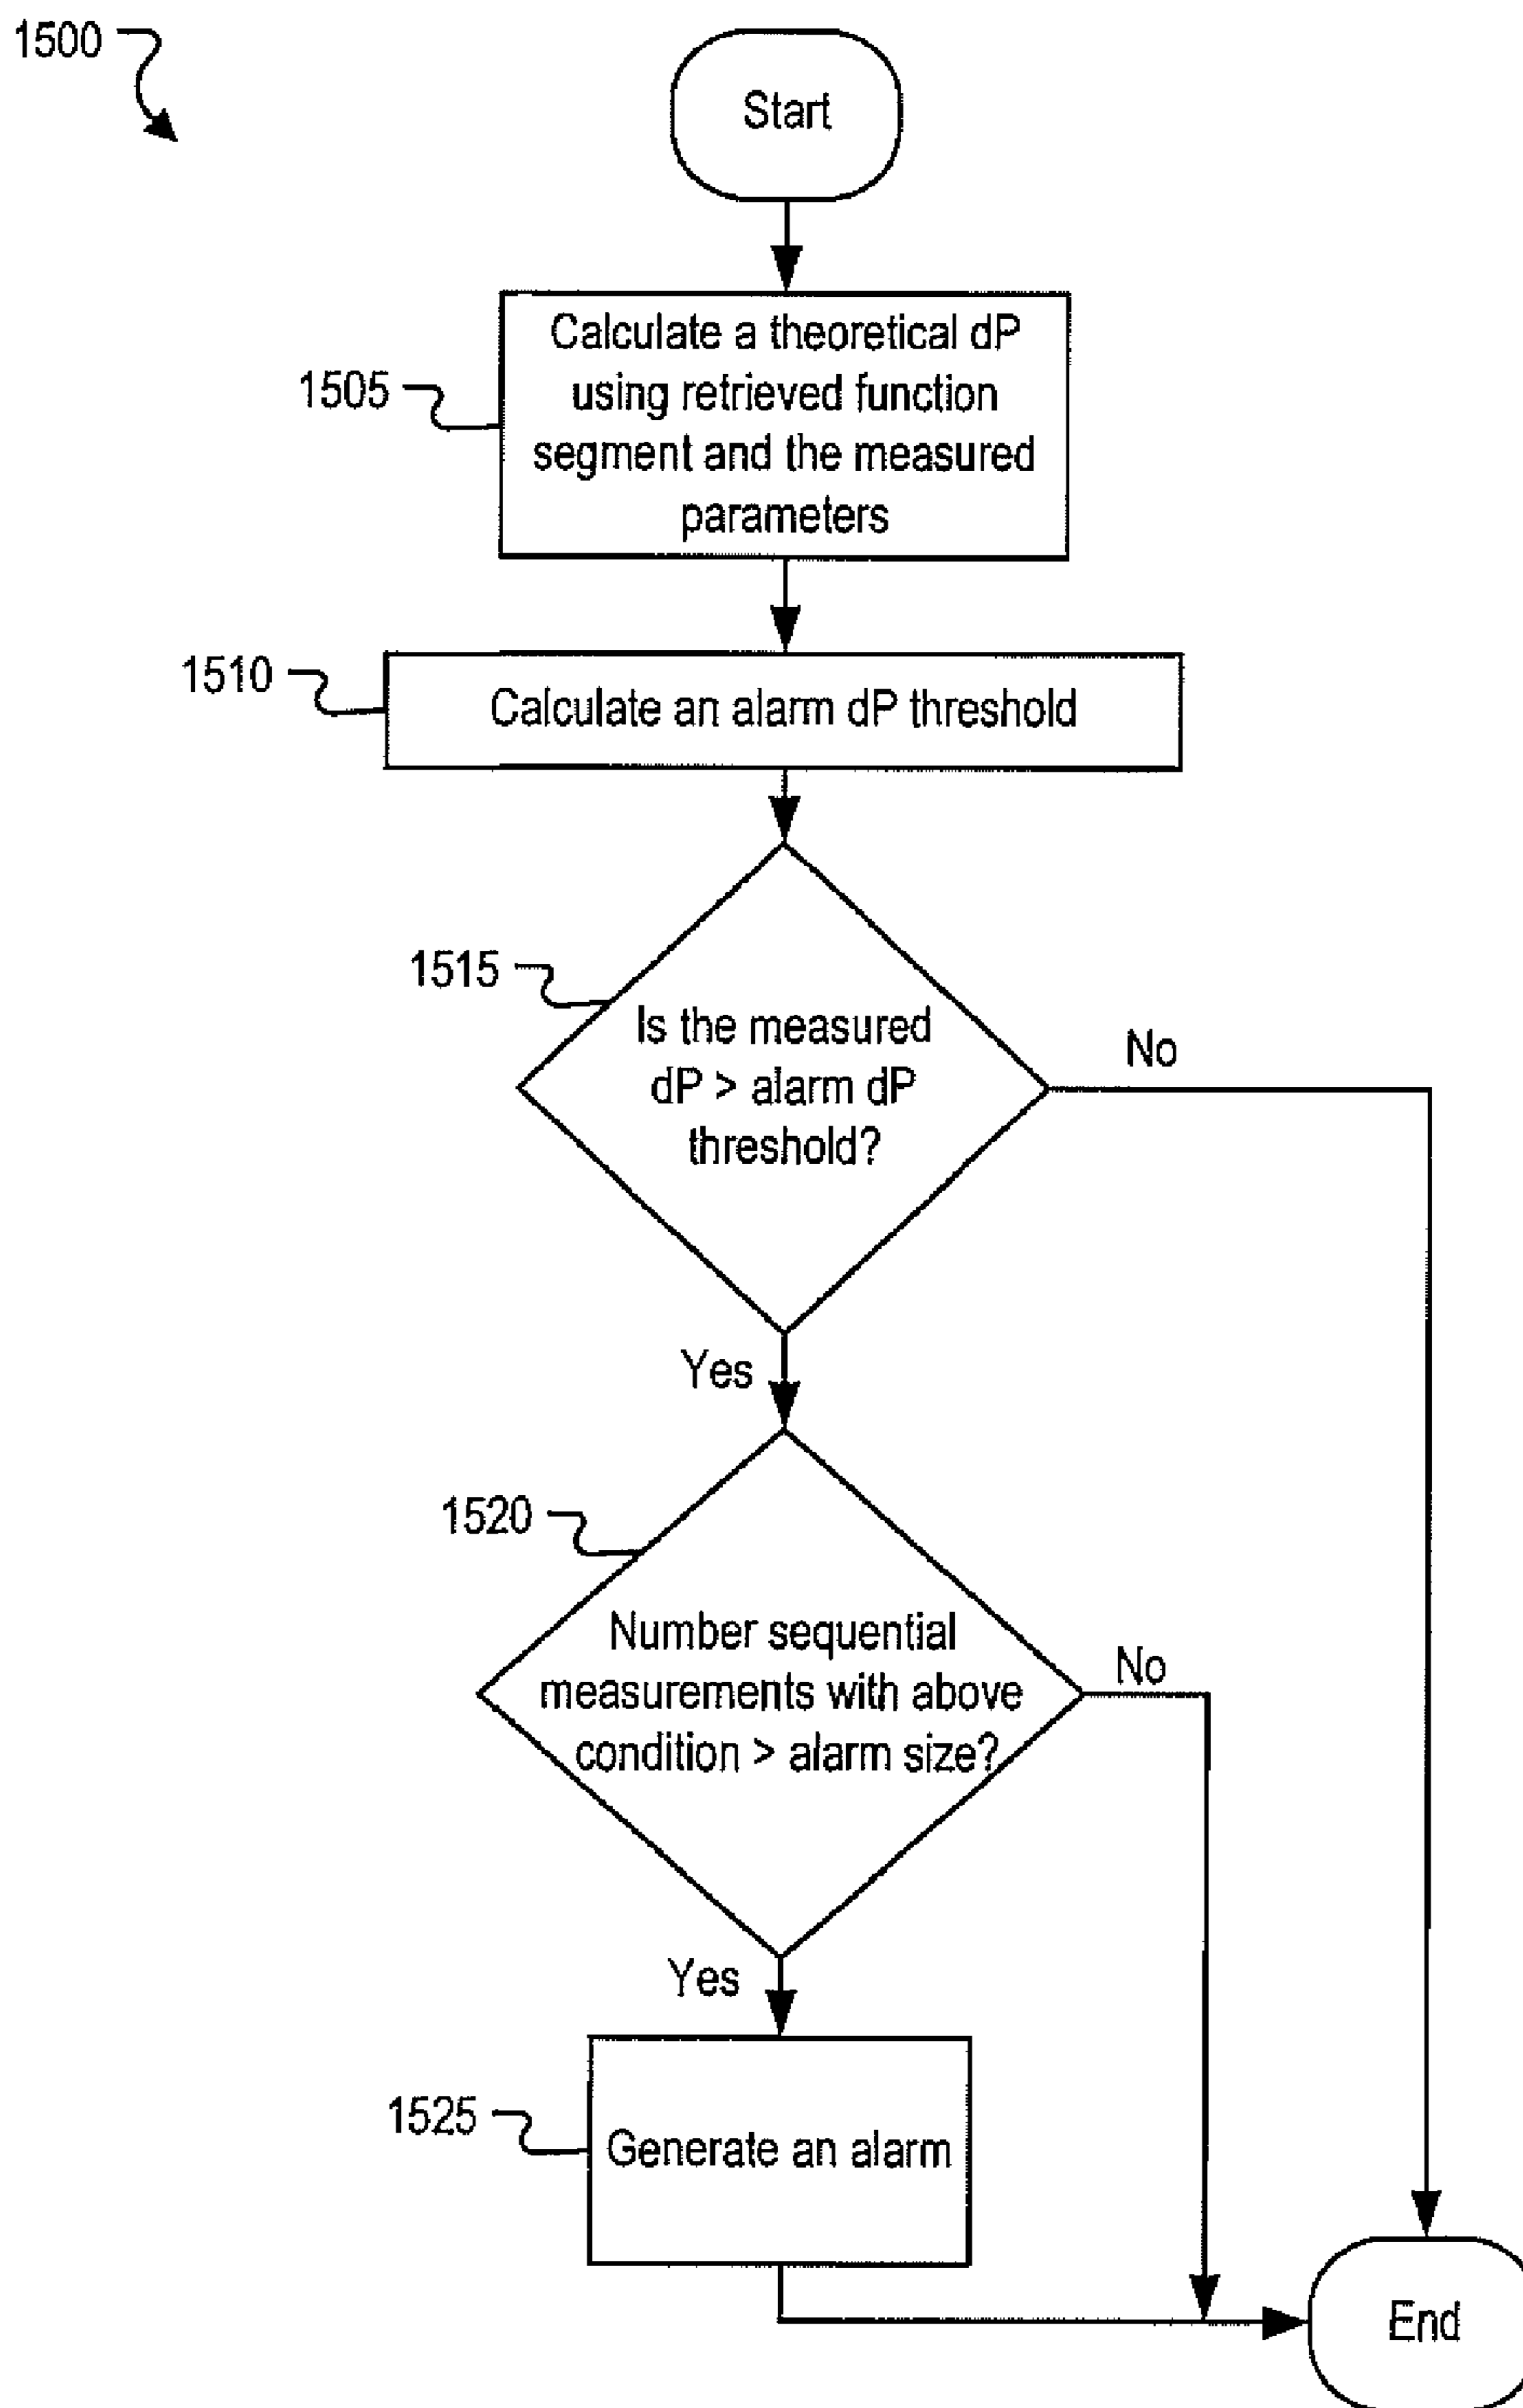 1500
Start
1505
Calculate a theoretical dP
using retrieved function
segment and the measured
parameters
1510
Calculate an alarm dP threshold
1515
Is the measured
dP > alarm dP
threshold?
No
Yes
1520
Number sequential
measurements with above
condition > alarm size?
No
Yes
1525
Generate an alarm
End